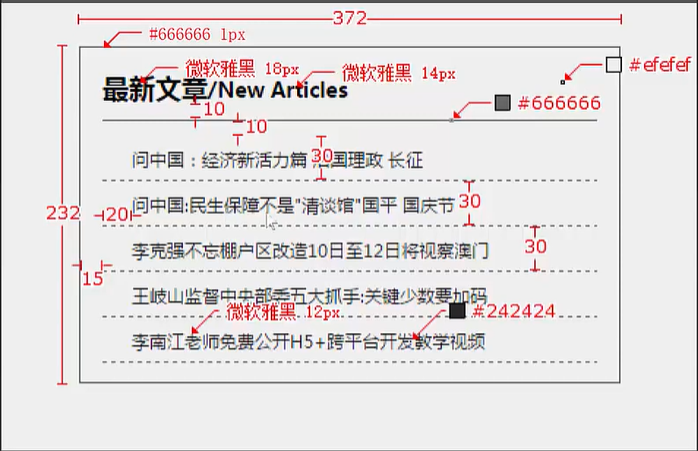 372
#666666 1px
微软雅黑 18px
微软雅黑 14px
#efefef
最新文章/New Articles
#666666
10
10
问中国：经济新活力篇 国理政 长征
30
232
20
问中国:民生保障不是"清谈馆"国平 国庆节
30
李克强不忘棚户区改造10日至12日将视察澳门
30
15
王岐山监督中央部委五大抓手:关键少数要加码
微软雅黑 12px
#242424
李南江老师免费公开H5+跨平台开发教学视频